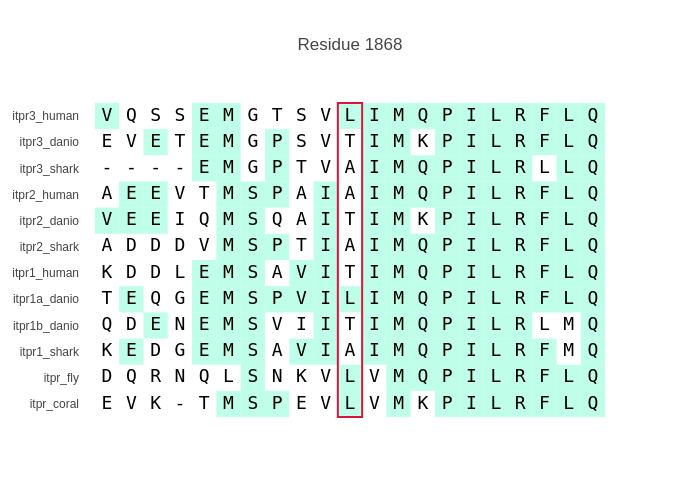 Residue 1868
itpr3_human V Q S S E M G T S V L I M Q P I L R F L Q
itpr3_danio E V E T E M G P S V T I M K P I L R F L Q
itpr3_shark - - - - E M G P T V A I M Q P I L R L L Q
itpr2_human A E E V T M S P A I A I M Q P I L R F L Q
itpr2_danio V E E I Q M S Q A I T I M K P I L R F L Q
itpr2_shark A D D D V M S P T I A I M Q P I L R F L Q
itpr1_human K D D L E M S A V I T I M Q P I L R F L Q
itpr1a_danio T E Q G E M S P V I L I M Q P I L R F L Q
itpr1b_danio Q D E N E M S V I I T I M Q P I L R L M Q
itpr1_shark K E D G E M S A V I A I M Q P I L R F M Q
itpr_fly D Q R N Q L S N K V L V M Q P I L R F L Q
itpr_coral E V K - T M S P E V L V M K P I L R F L Q